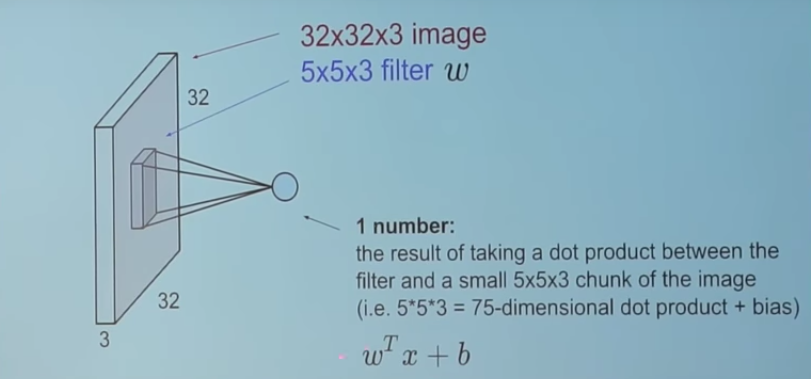 32x32x3 image
5x5x3 filter w
32
1 number:
the result of taking a dot product between the
filter and a small 5x5x3 chunk of the image
(i.e. 5*5*3 = 75-dimensional dot product + bias)
32
3
w^T x + b